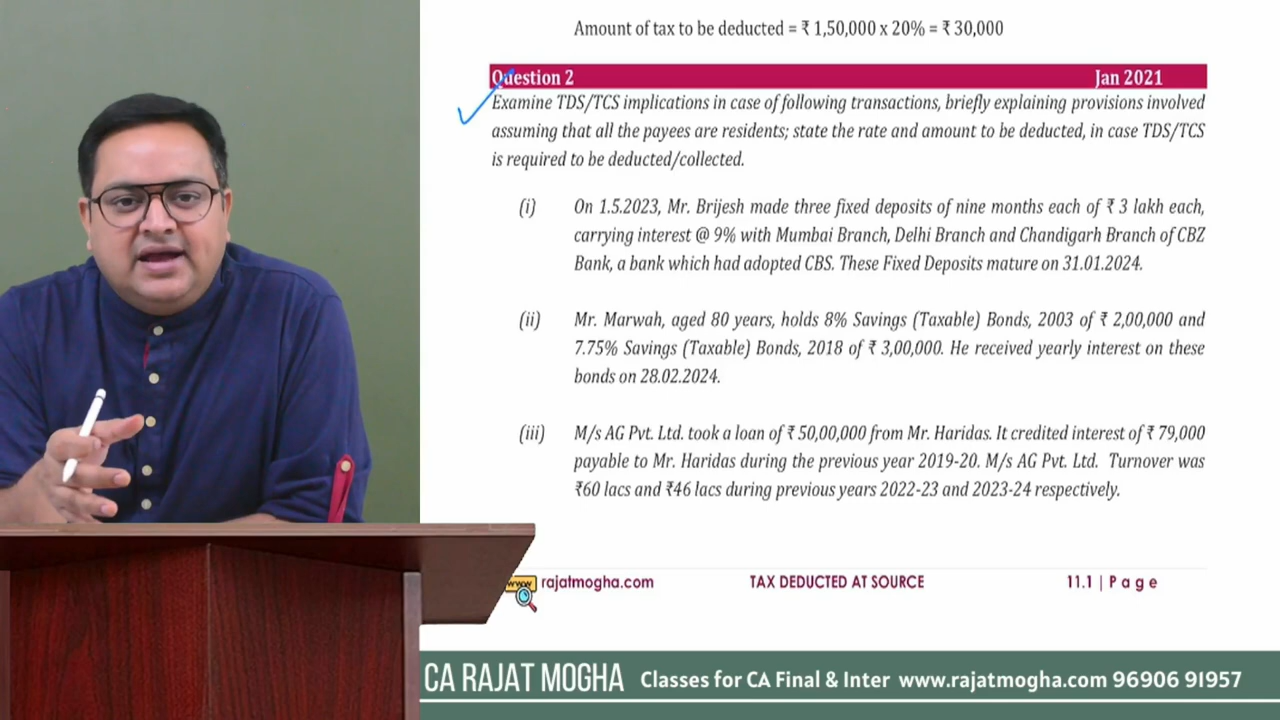 Amount of tax to be deducted = ₹ 1,50,000 x 20% = ₹ 30,000
Question 2 Jan 2021
Examine TDS/TCS implications in case of following transactions, briefly explaining provisions involved
assuming that all the payees are residents; state the rate and amount to be deducted, in case TDS/TCS
is required to be deducted/collected.
(i) On 1.5.2023, Mr. Brijesh made three fixed deposits of nine months each of ₹ 3 lakh each,
carrying interest @ 9% with Mumbai Branch, Delhi Branch and Chandigarh Branch of CBZ
Bank, a bank which had adopted CBS. These Fixed Deposits mature on 31.01.2024.
(ii) Mr. Marwah, aged 80 years, holds 8% Savings (Taxable) Bonds, 2003 of ₹ 2,00,000 and
7.75% Savings (Taxable) Bonds, 2018 of ₹ 3,00,000. He received yearly interest on these
bonds on 28.02.2024.
(iii) M/s AG Pvt. Ltd. took a loan of ₹ 50,00,000 from Mr. Haridas. It credited interest of ₹ 79,000
payable to Mr. Haridas during the previous year 2019-20. M/s AG Pvt. Ltd. Turnover was
₹60 lacs and ₹46 lacs during previous years 2022-23 and 2023-24 respectively.
www rajatmogha.com TAX DEDUCTED AT SOURCE 11.1 | P a g e
CA RAJAT MOGHA Classes for CA Final & Inter www.rajatmogha.com 96906 91957